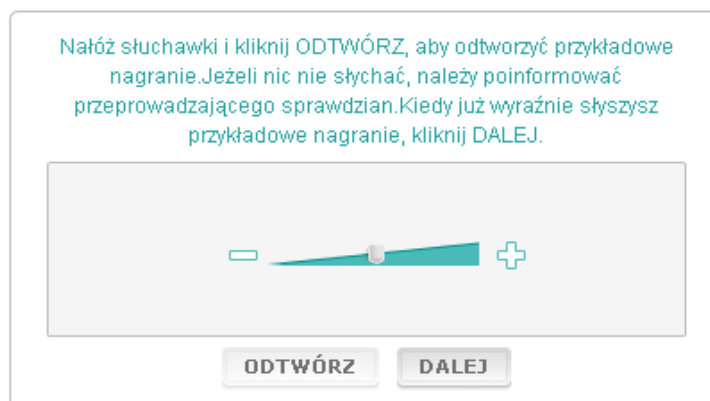 Nałóż słuchawki i kliknij ODTWÓRZ, aby odtworzyć przykładowe
nagranie.Jeżeli nic nie słychać, należy poinformować
przeprowadzającego sprawdzian.Kiedy już wyraźnie słyszysz
przykładowe nagranie, kliknij DALEJ.
ODTWÓRZ DALEJ